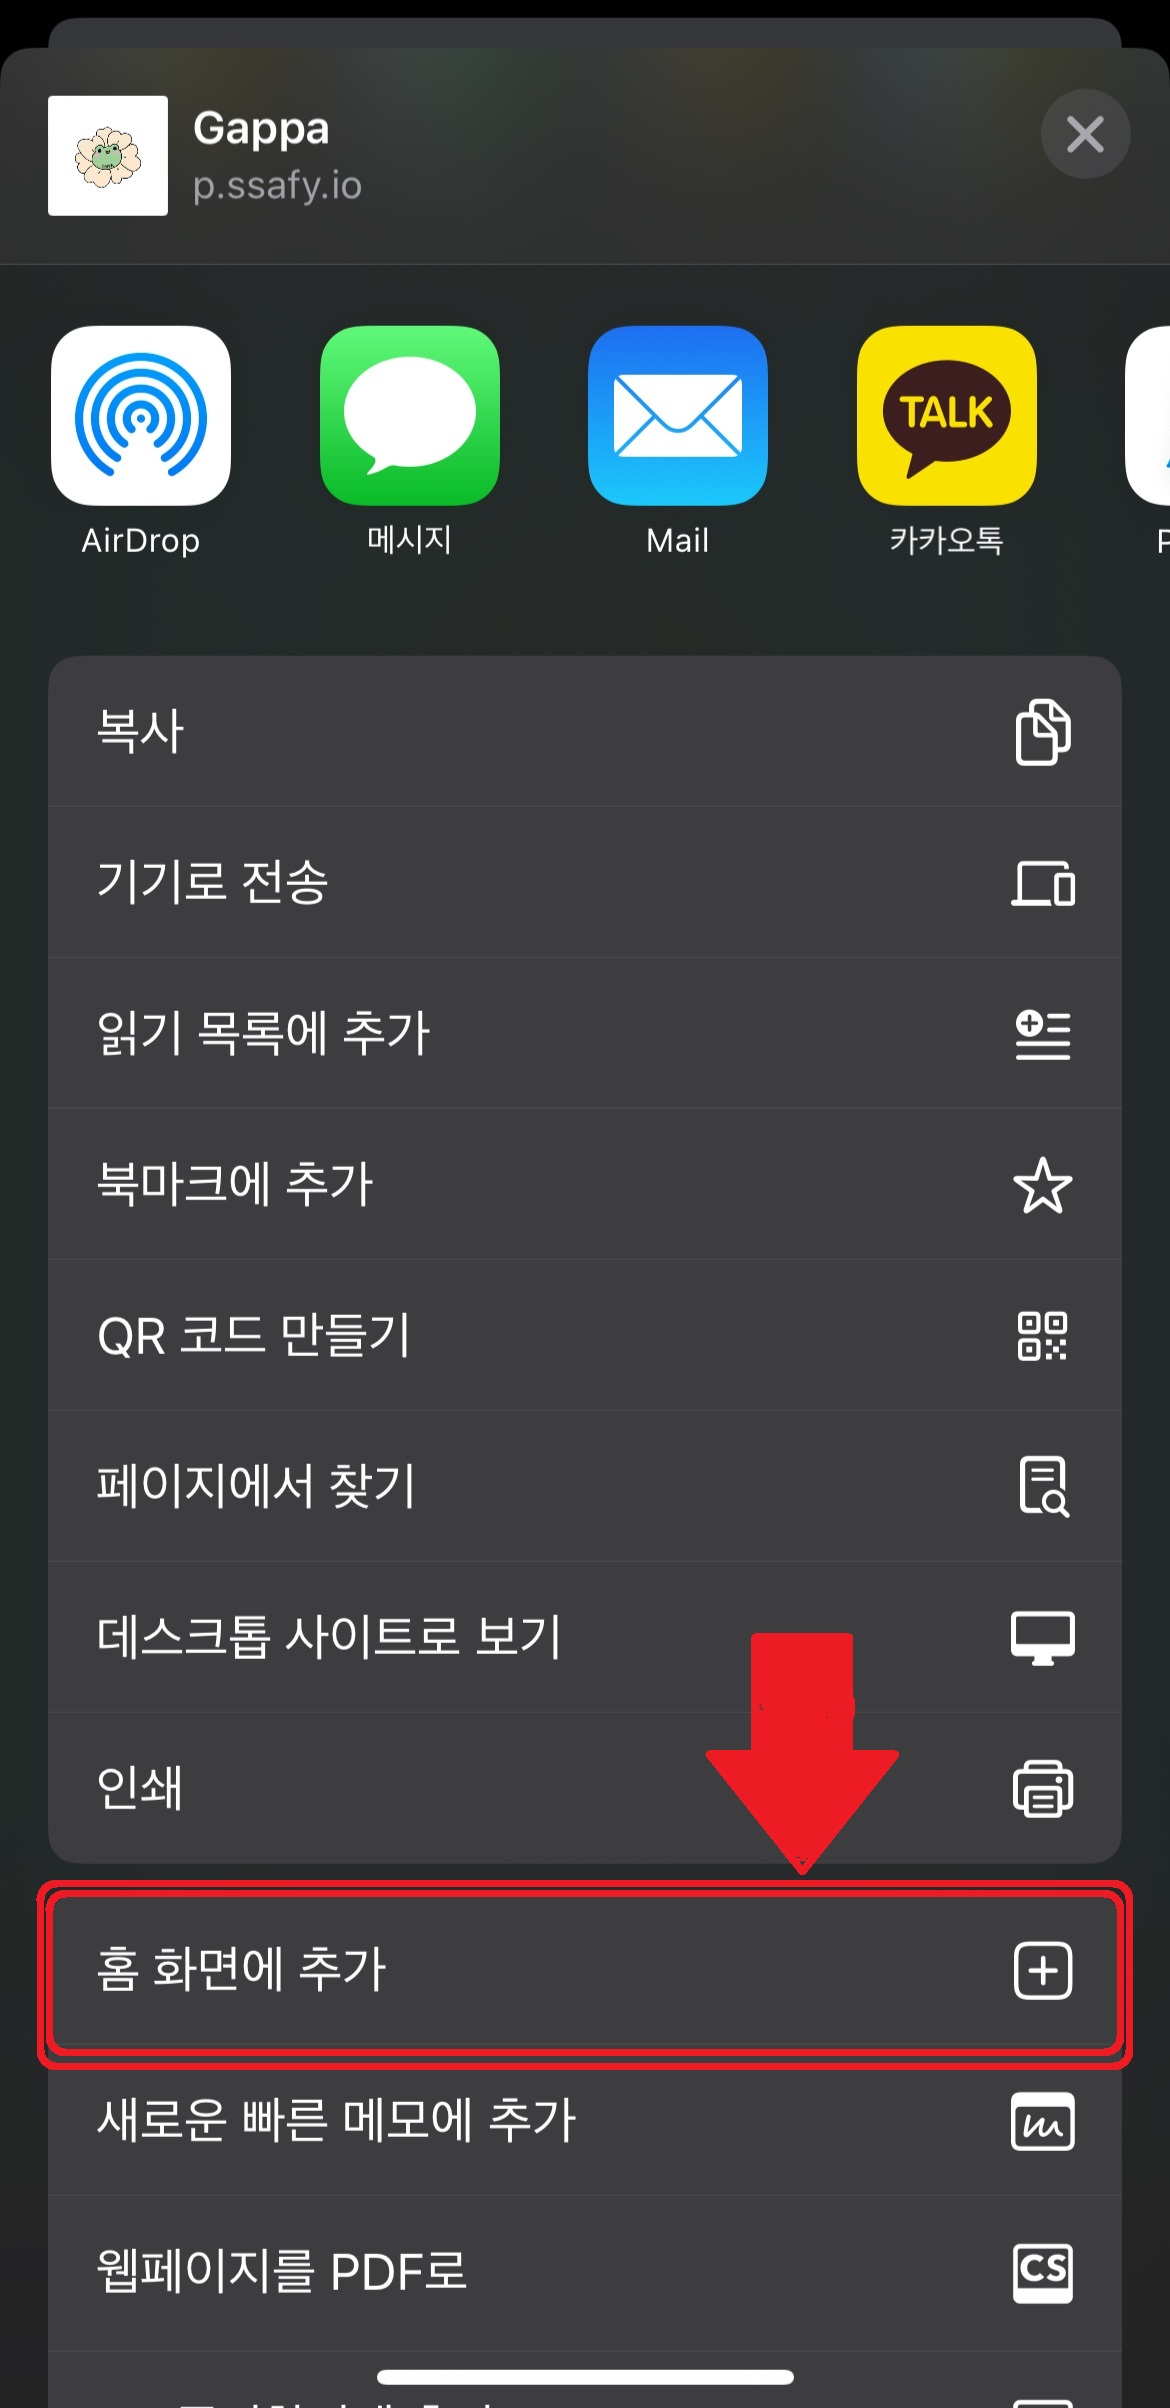 Gappa
p.ssafy.io
TALK
AirDrop
메시지
Mail
카카오톡
P
복사
기기로 전송
읽기 목록에 추가
북마크에 추가
QR 코드 만들기
페이지에서 찾기
데스크톱 사이트로 보기
인쇄
홈 화면에 추가
새로운 빠른 메모에 추가
웹페이지를 PDF로
CS